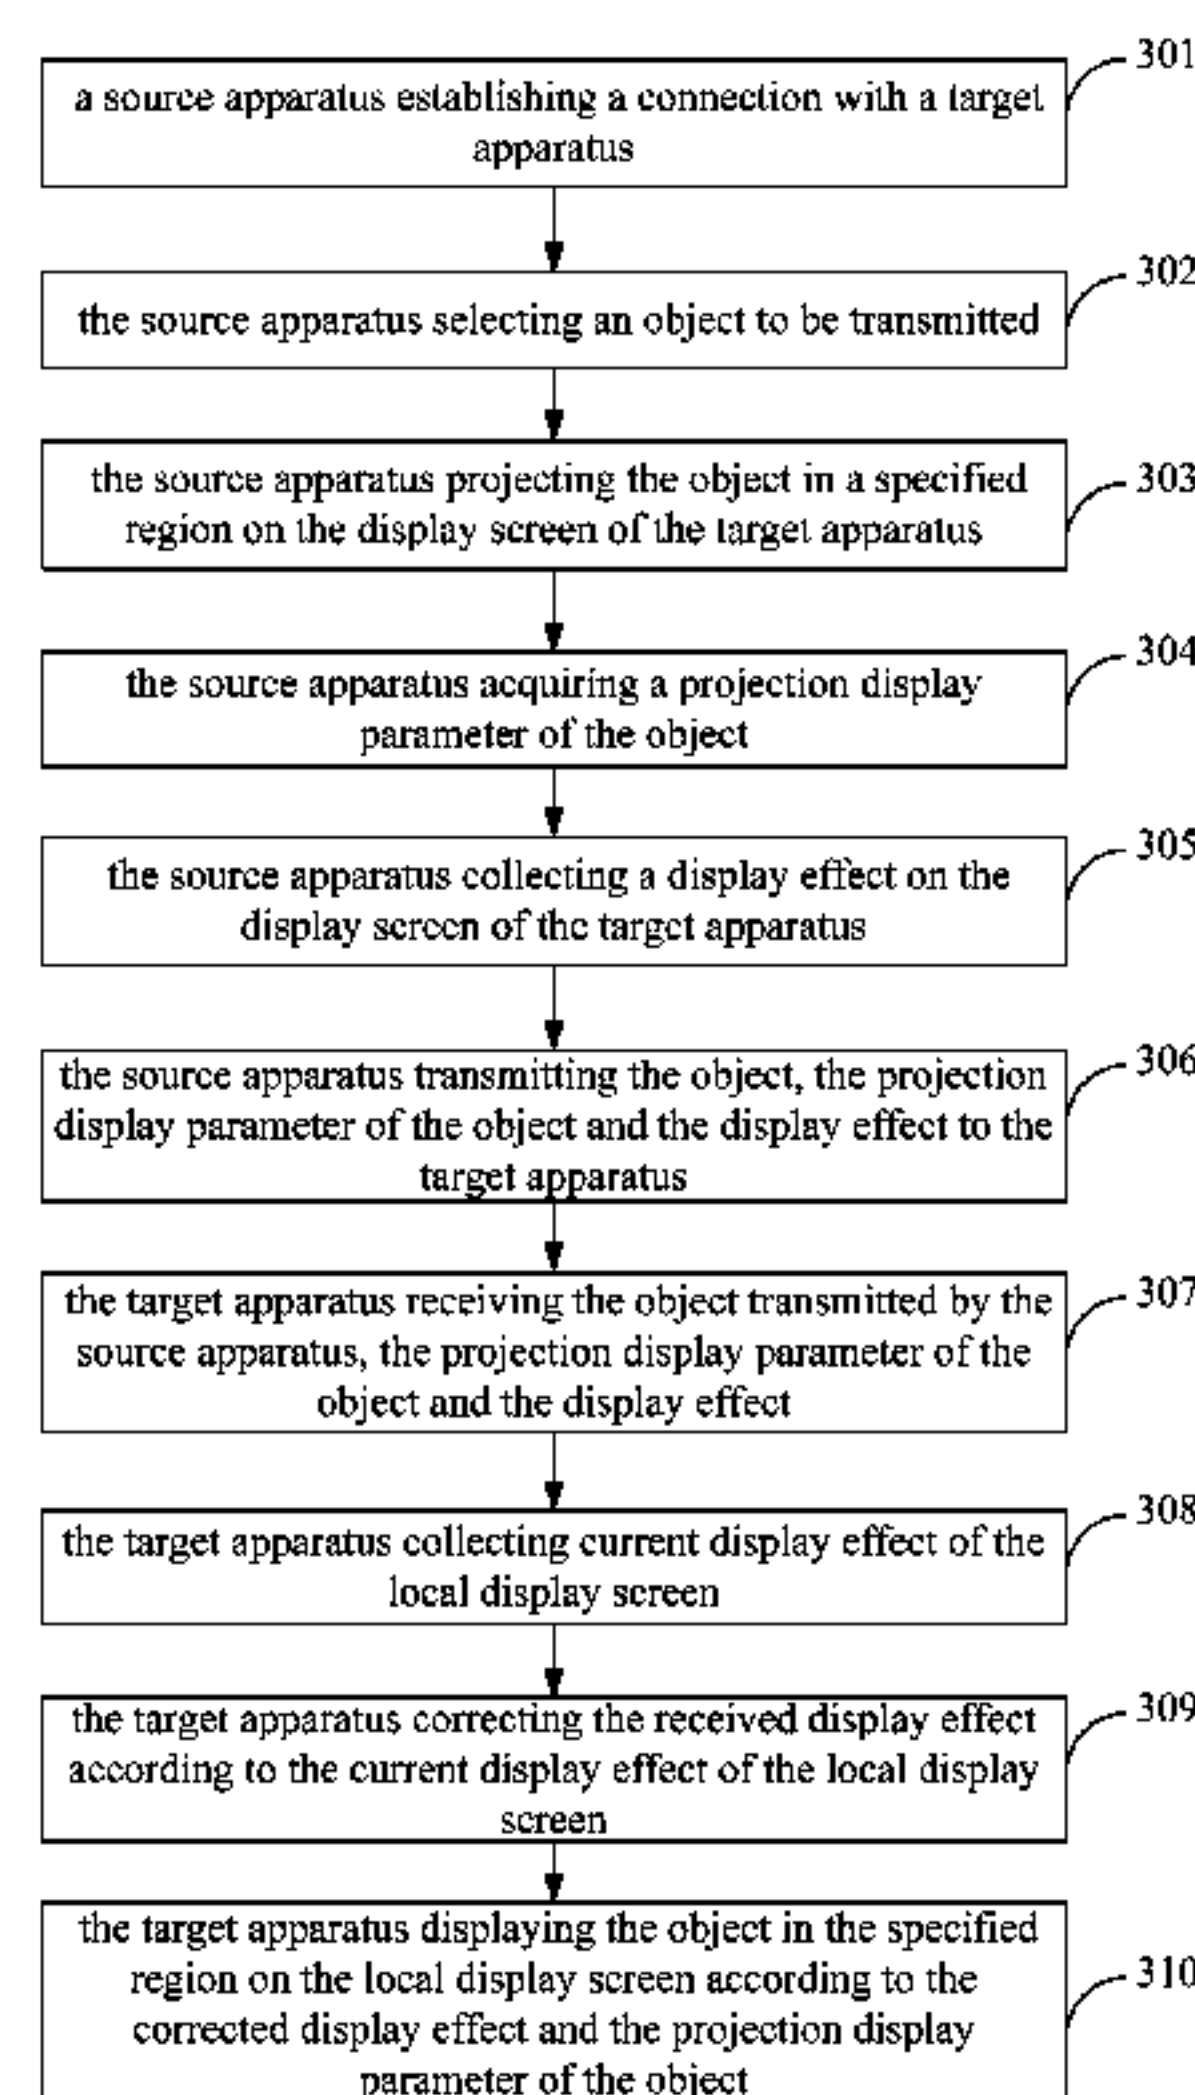 301
a source apparatus establishing a connection with a target
apparatus
302
the source apparatus selecting an object to be transmitted
303
the source apparatus projecting the object in a specified
region on the display screen of the target apparatus
304
the source apparatus acquiring a projection display
parameter of the object
305
the source apparatus collecting a display effect on the
display screen of the target apparatus
306
the source apparatus transmitting the object, the projection
display parameter of the object and the display effect to the
target apparatus
307
the target apparatus receiving the object transmitted by the
source apparatus, the projection display parameter of the
object and the display effect
308
the target apparatus collecting current display effect of the
local display screen
309
the target apparatus correcting the received display effect
according to the current display effect of the local display
screen
310
the target apparatus displaying the object in the specified
region on the local display screen according to the
corrected display effect and the projection display
parameter of the object